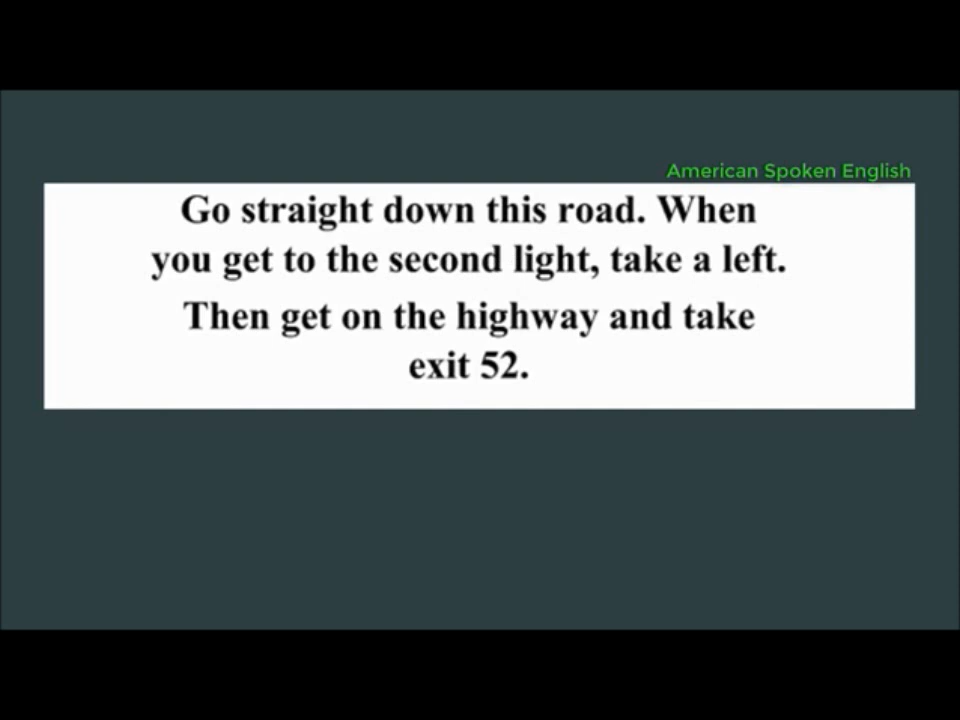 American Spoken English
Go straight down this road. When
you get to the second light, take a left.
Then get on the highway and take
exit 52.